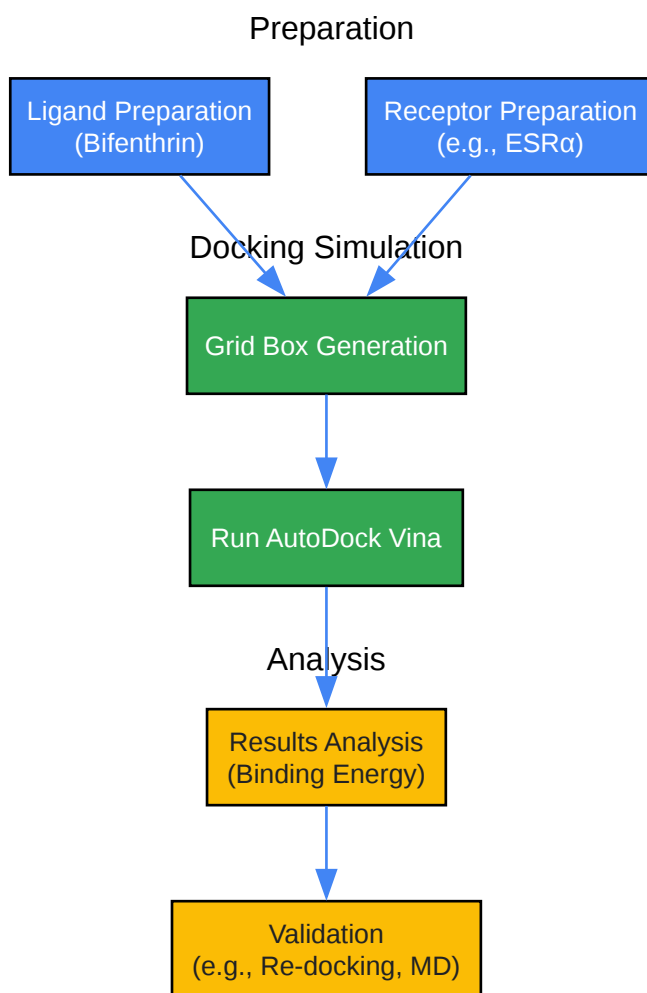 Preparation
Ligand Preparation
(Bifenthrin)
Receptor Preparation
(e.g., ESRα)
Docking Simulation
Grid Box Generation
Run AutoDock Vina
Analysis
Results Analysis
(Binding Energy)
Validation
(e.g., Re-docking, MD)